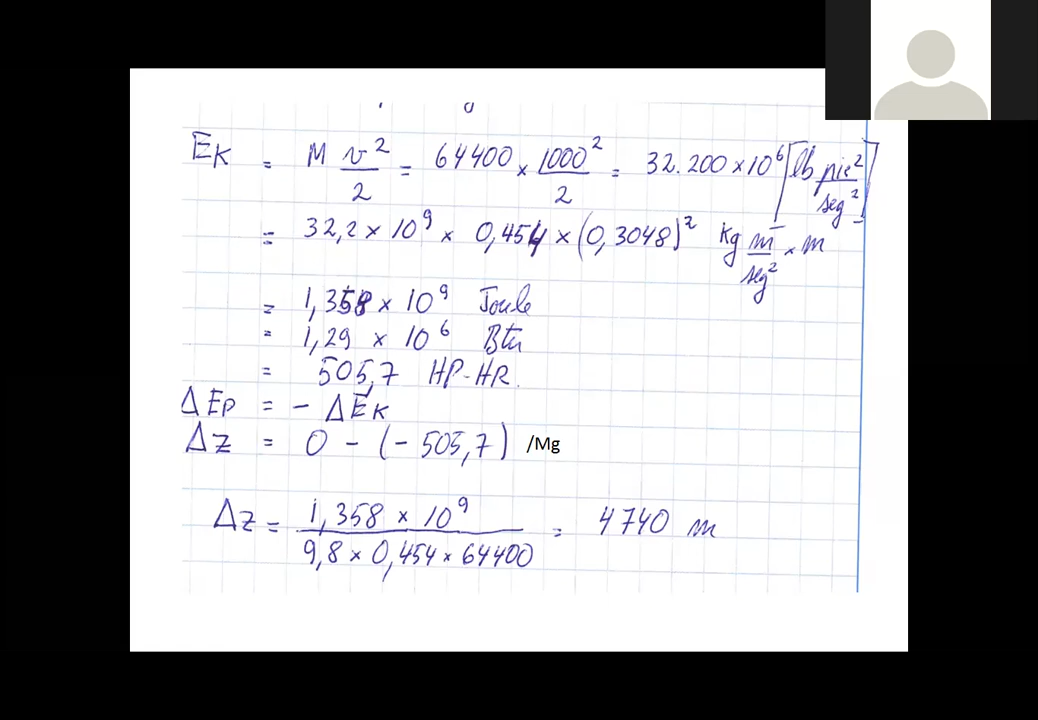 EK = M v²/2 = 64400 x 1000²/2 = 32.200 x 10⁶ [lb pie²/seg²]
= 32,2 x 10⁹ x 0,454 x (0,3048)² kg m/seg² x m
= 1,358 x 10⁹ Joule
= 1,29 x 10⁶ Btu
= 505,7 HP-HR.
ΔEp = - ΔEK
Δz = 0 - (- 505,7) /Mg
Δz = 1,358 x 10⁹ / 9,8 x 0,454 x 64400 = 4740 m